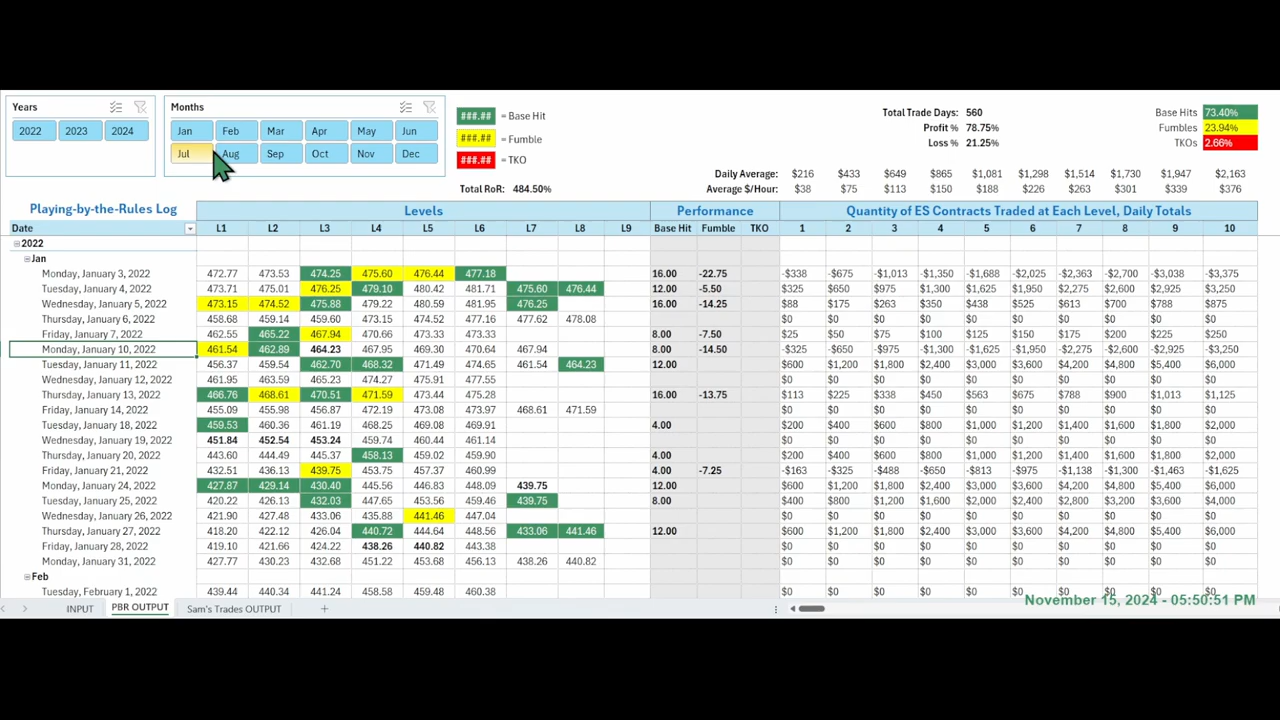 Years
2022 2023 2024
Months
Jan Feb Mar Apr May Jun
Jul Aug Sep Oct Nov Dec
###.## = Base Hit
###.## = Fumble
###.## = TKO
Total RoR: 484.50%
Total Trade Days: 560
Profit % 78.75%
Loss % 21.25%
Base Hits 73.40%
Fumbles 23.94%
TKOs 2.66%
Daily Average: $216 $433 $649 $865 $1,081 $1,298 $1,514 $1,730 $1,947 $2,163
Average $/Hour: $38 $75 $113 $150 $188 $226 $263 $301 $339 $376
Playing-by-the-Rules Log Levels Performance Quantity of ES Contracts Traded at Each Level, Daily Totals
Date L1 L2 L3 L4 L5 L6 L7 L8 L9 Base Hit Fumble TKO 1 2 3 4 5 6 7 8 9 10
2022
Jan
Monday, January 3, 2022 472.77 473.53 474.25 475.60 476.44 477.18 16.00 -22.75 -$338 -$675 -$1,013 -$1,350 -$1,688 -$2,025 -$2,363 -$2,700 -$3,038 -$3,375
Tuesday, January 4, 2022 473.71 475.01 476.25 479.10 480.42 481.71 475.60 476.44 12.00 -5.50 $325 $650 $975 $1,300 $1,625 $1,950 $2,275 $2,600 $2,925 $3,250
Wednesday, January 5, 2022 473.15 474.52 475.88 479.22 480.59 481.95 476.25 16.00 -14.25 $88 $175 $263 $350 $438 $525 $613 $700 $788 $875
Thursday, January 6, 2022 458.68 459.14 459.60 473.15 474.52 477.16 477.62 478.08 $0 $0 $0 $0 $0 $0 $0 $0 $0 $0
Friday, January 7, 2022 462.55 465.22 467.94 470.66 473.33 473.33 8.00 -7.50 $25 $50 $75 $100 $125 $150 $175 $200 $225 $250
Monday, January 10, 2022 461.54 462.89 464.23 467.95 469.30 470.64 467.94 8.00 -14.50 -$325 -$650 -$975 -$1,300 -$1,625 -$1,950 -$2,275 -$2,600 -$2,925 -$3,250
Tuesday, January 11, 2022 456.37 459.54 462.70 468.32 471.49 474.65 461.54 464.23 12.00 $600 $1,200 $1,800 $2,400 $3,000 $3,600 $4,200 $4,800 $5,400 $6,000
Wednesday, January 12, 2022 461.95 463.59 465.23 474.27 475.91 477.55 $0 $0 $0 $0 $0 $0 $0 $0 $0 $0
Thursday, January 13, 2022 466.76 468.61 470.51 471.59 473.44 475.28 16.00 -13.75 $113 $225 $338 $450 $563 $675 $788 $900 $1,013 $1,125
Friday, January 14, 2022 455.09 455.98 456.87 472.19 473.08 473.97 468.61 471.59 $0 $0 $0 $0 $0 $0 $0 $0 $0 $0
Tuesday, January 18, 2022 459.53 460.36 461.19 468.25 469.08 469.91 4.00 $200 $400 $600 $800 $1,000 $1,200 $1,400 $1,600 $1,800 $2,000
Wednesday, January 19, 2022 451.84 452.54 453.24 459.74 460.44 461.14 $0 $0 $0 $0 $0 $0 $0 $0 $0 $0
Thursday, January 20, 2022 443.60 444.49 445.37 458.13 459.02 459.90 4.00 $200 $400 $600 $800 $1,000 $1,200 $1,400 $1,600 $1,800 $2,000
Friday, January 21, 2022 432.51 436.13 439.75 453.75 457.37 460.99 4.00 -7.25 -$163 -$325 -$488 -$650 -$813 -$975 -$1,138 -$1,300 -$1,463 -$1,625
Monday, January 24, 2022 427.87 429.14 430.40 445.56 446.83 448.09 439.75 12.00 $600 $1,200 $1,800 $2,400 $3,000 $3,600 $4,200 $4,800 $5,400 $6,000
Tuesday, January 25, 2022 420.22 426.13 432.03 447.65 453.56 459.46 439.75 8.00 $400 $800 $1,200 $1,600 $2,000 $2,400 $2,800 $3,200 $3,600 $4,000
Wednesday, January 26, 2022 421.90 427.48 433.06 435.88 441.46 447.04 $0 $0 $0 $0 $0 $0 $0 $0 $0 $0
Thursday, January 27, 2022 418.20 422.12 426.04 440.72 444.64 448.56 433.06 441.46 12.00 $600 $1,200 $1,800 $2,400 $3,000 $3,600 $4,200 $4,800 $5,400 $6,000
Friday, January 28, 2022 419.10 421.66 424.22 438.26 440.82 443.38 $0 $0 $0 $0 $0 $0 $0 $0 $0 $0
Monday, January 31, 2022 427.77 430.23 432.68 451.22 453.68 456.13 438.26 440.82 $0 $0 $0 $0 $0 $0 $0 $0 $0 $0
Feb
Tuesday, February 1, 2022 439.44 440.34 441.24 458.58 459.48 460.38 $0 $0 $0 $0 $0 $0 $0 $0 $0 $0
November 15, 2024 - 05:50:51 PM
INPUT PBR OUTPUT Sam's Trades OUTPUT +